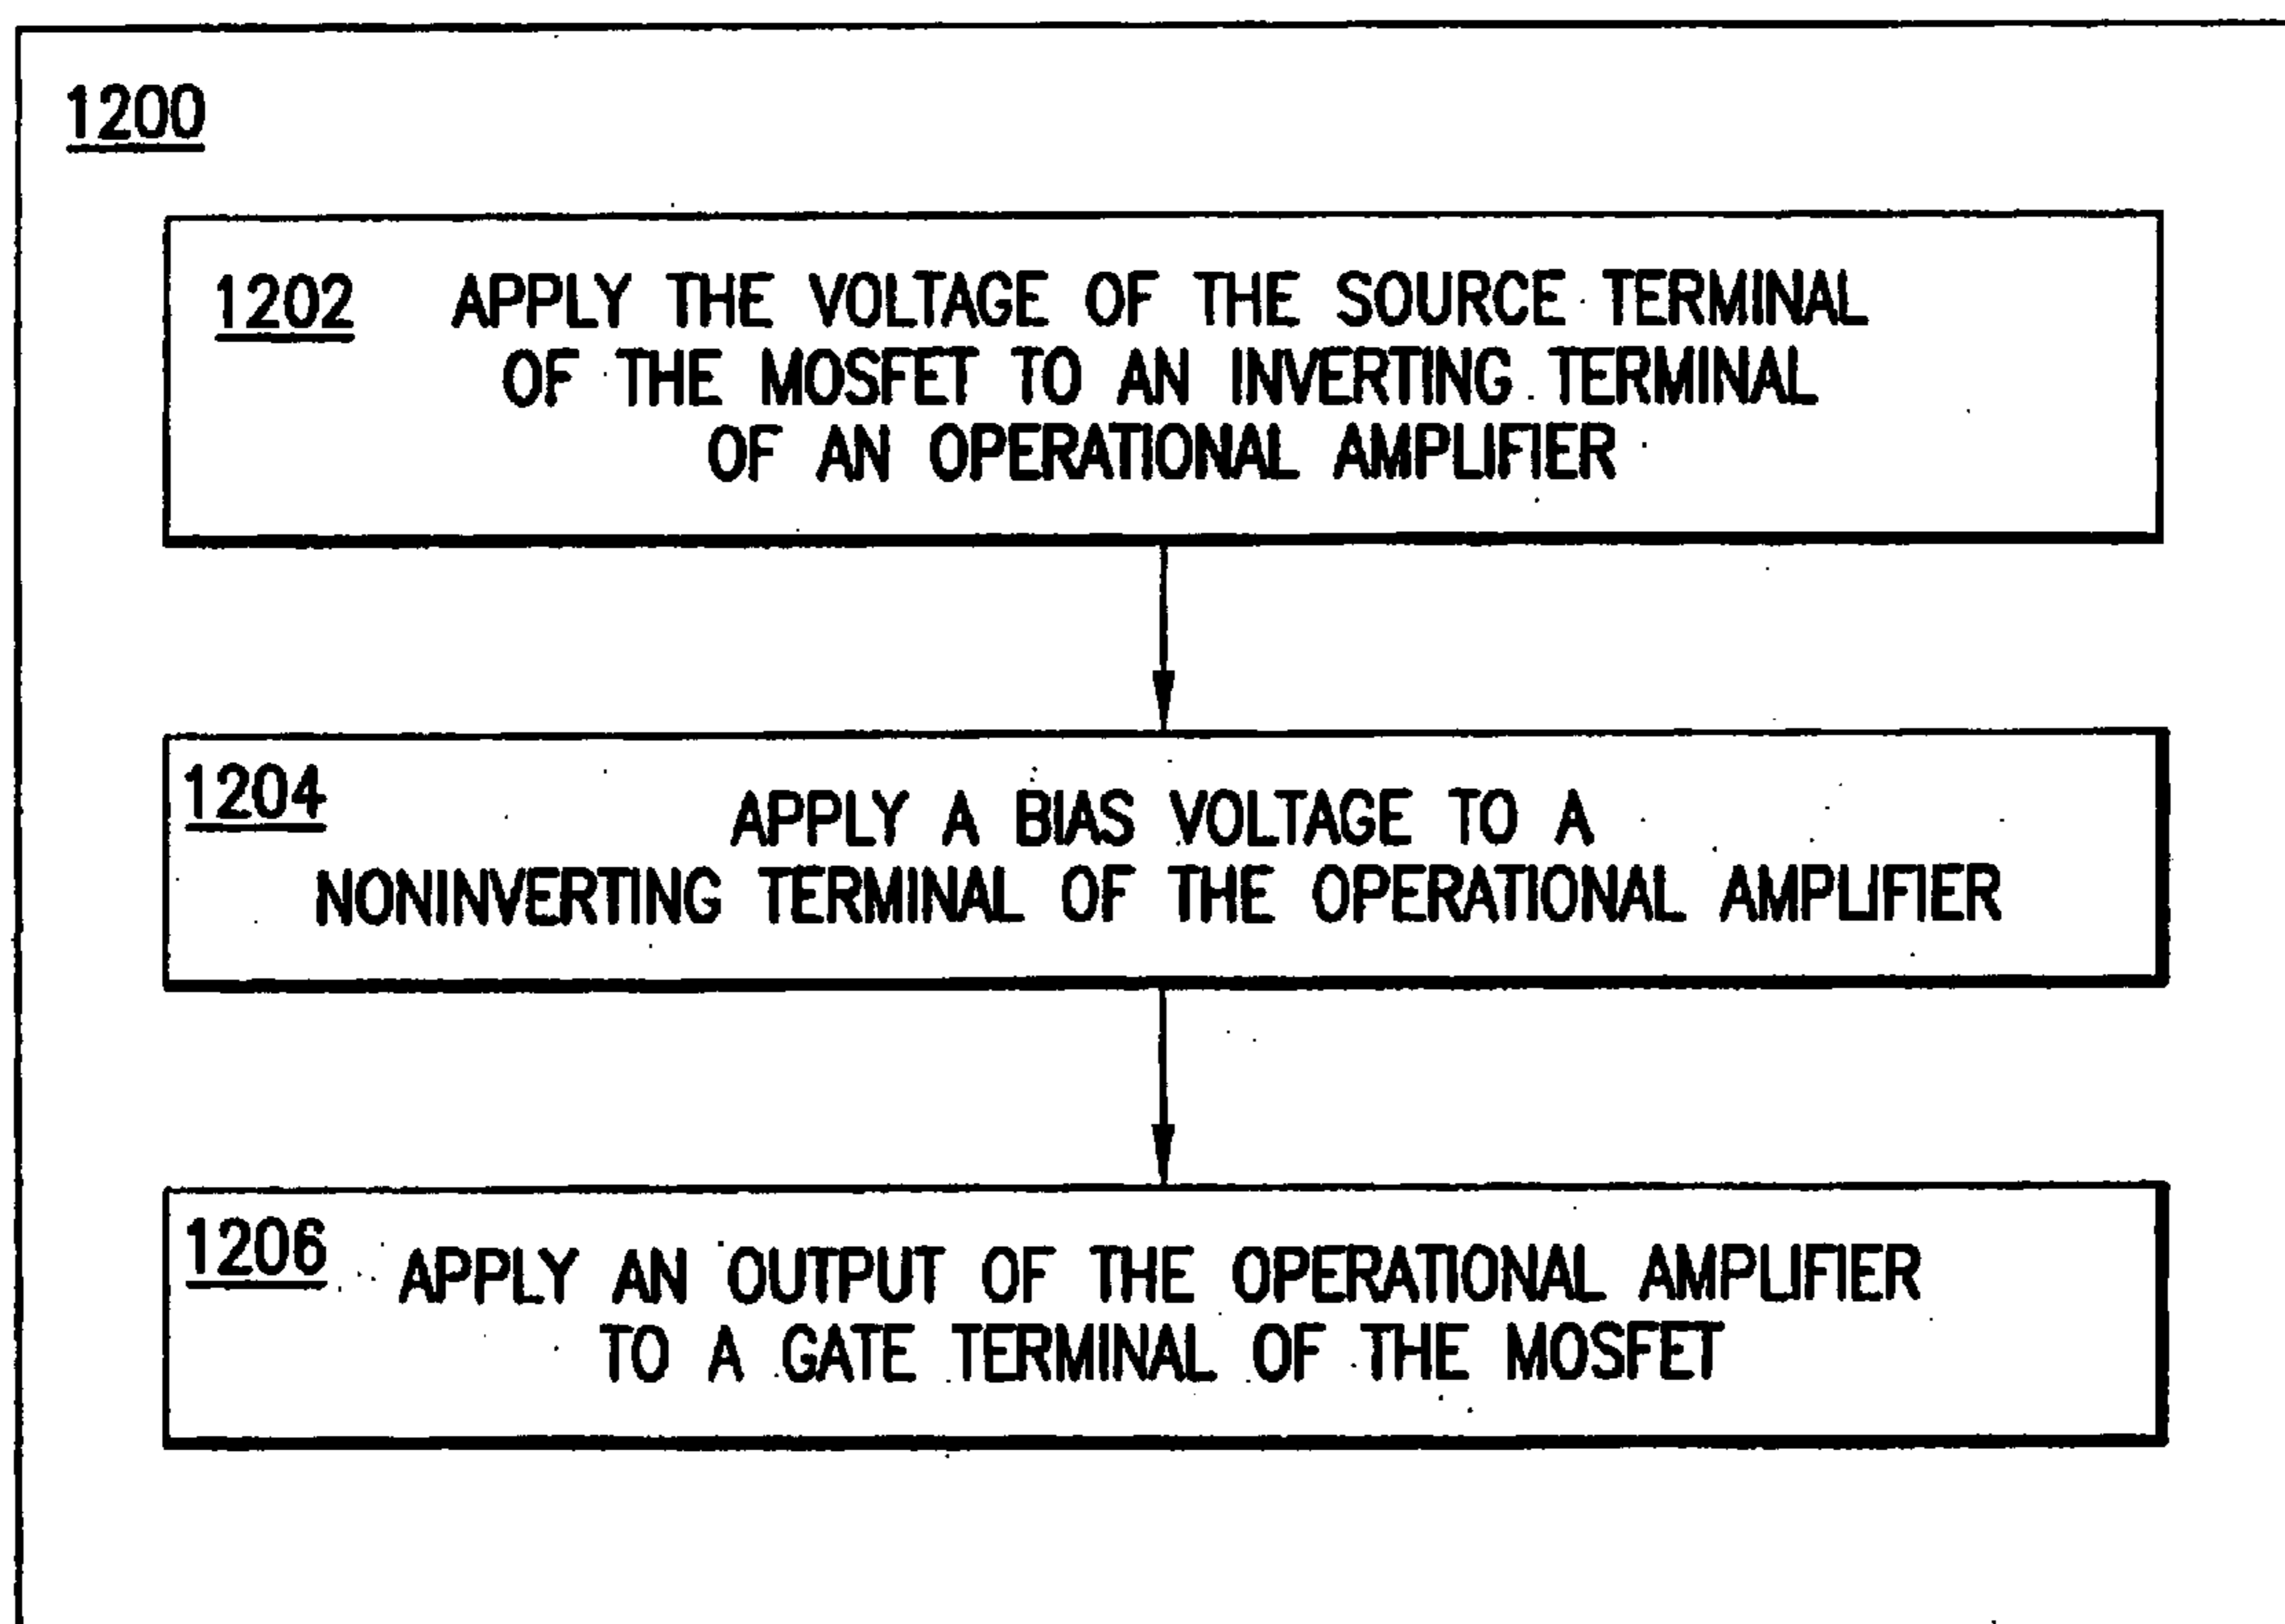 1200
1202 APPLY THE VOLTAGE OF THE SOURCE TERMINAL
OF THE MOSFET TO AN INVERTING TERMINAL
OF AN OPERATIONAL AMPLIFIER
1204
APPLY A BIAS VOLTAGE TO A
NONINVERTING TERMINAL OF THE OPERATIONAL AMPLIFIER
1206 APPLY AN OUTPUT OF THE OPERATIONAL AMPLIFIER
TO A GATE TERMINAL OF THE MOSFET